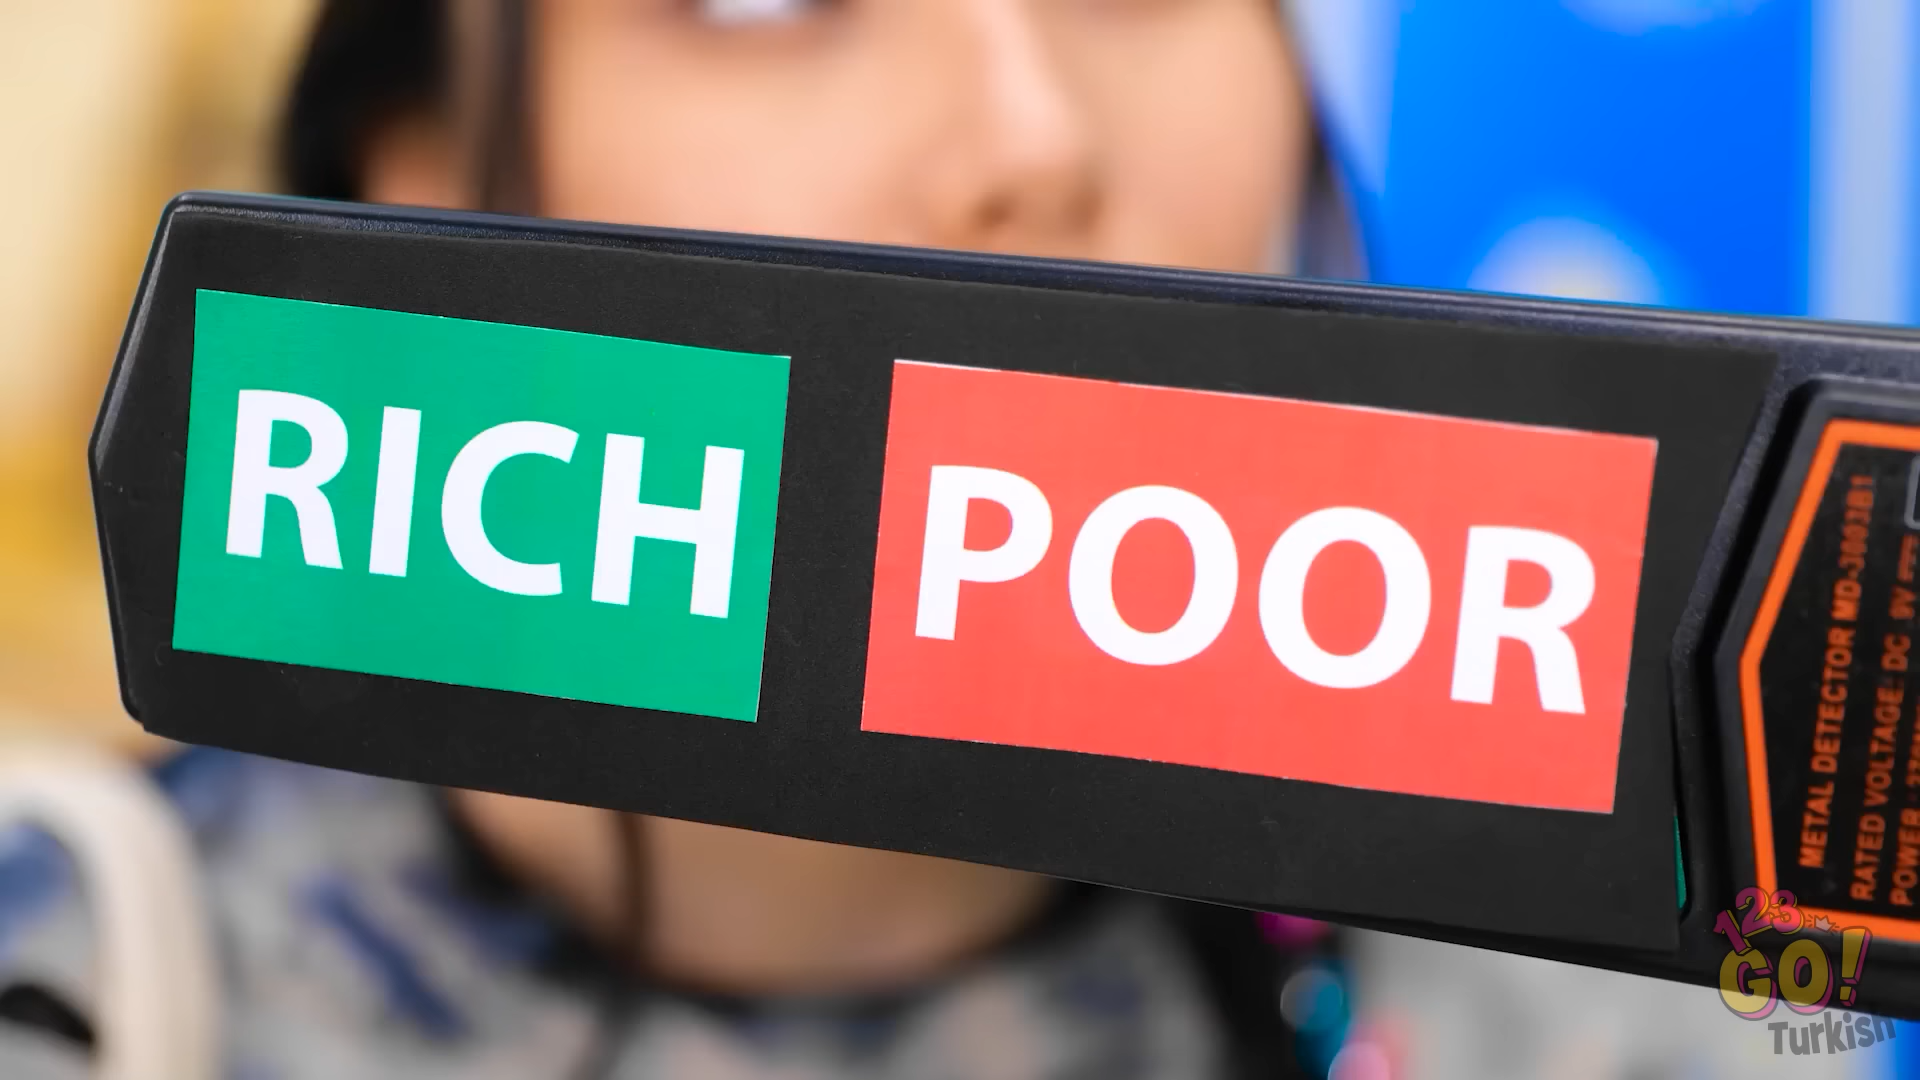 RICH
POOR
METAL DETECTOR MD-3003B1
RATED VOLTAGE: DC 9V
POWER:
123
GO!
Turkish